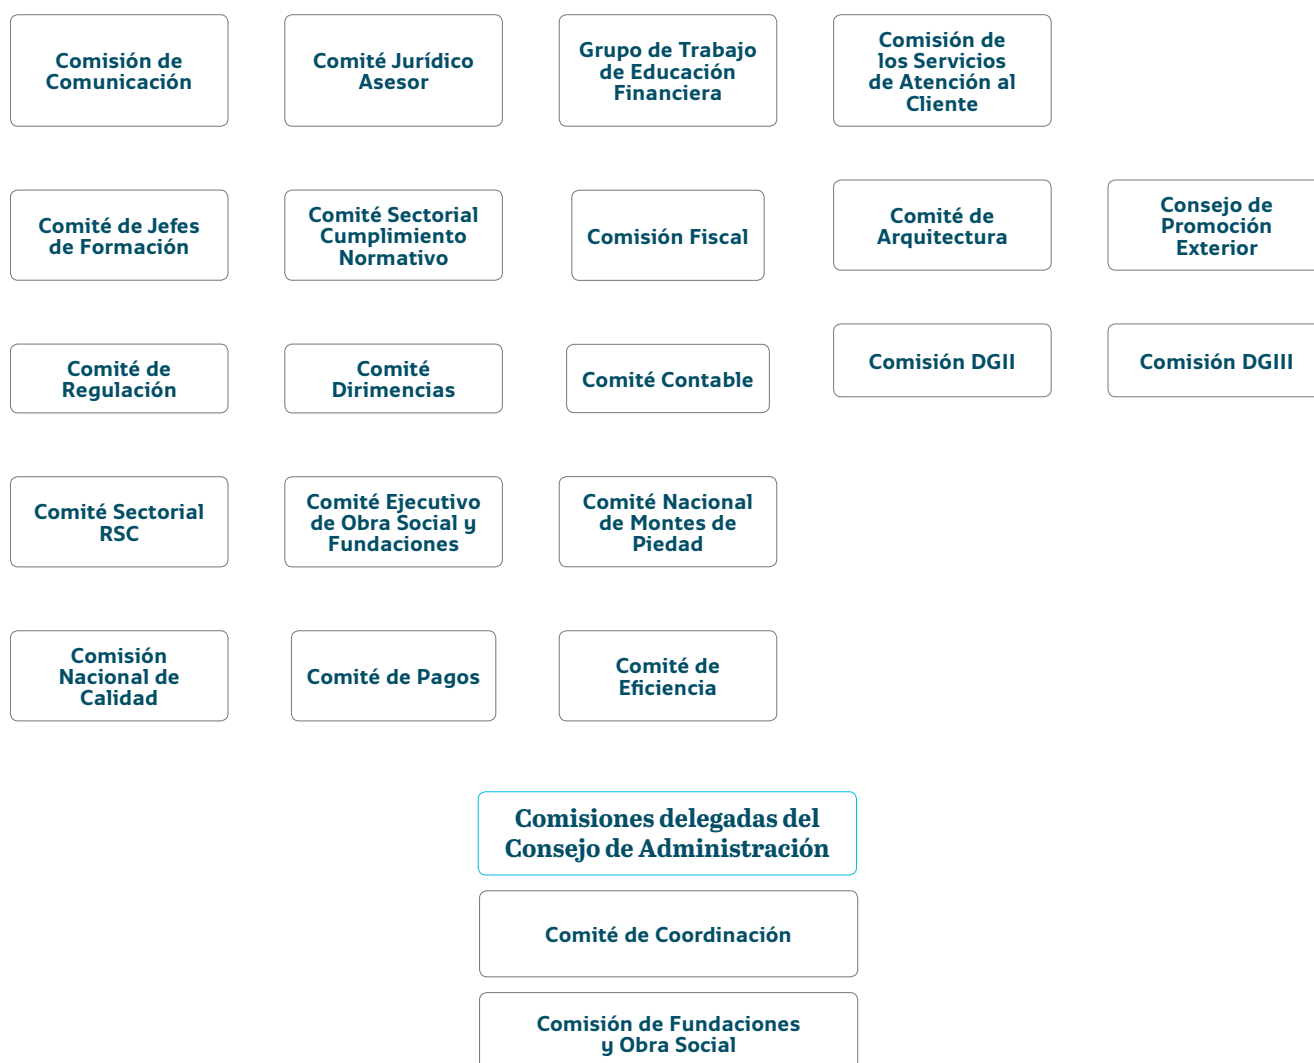 Comisión de
Comunicación
Comité Jurídico
Asesor
Grupo de Trabajo
de Educación
Financiera
Comisión de
los Servicios
de Atención al
Cliente
Comité de Jefes
de Formación
Comité Sectorial
Cumplimiento
Normativo
Comisión Fiscal
Comité de
Arquitectura
Consejo de
Promoción
Exterior
Comité de
Regulación
Comité
Dirimencias
Comité Contable
Comisión DGII
Comisión DGIII
Comité Sectorial
RSC
Comité Ejecutivo
de Obra Social y
Fundaciones
Comité Nacional
de Montes de
Piedad
Comisión
Nacional de
Calidad
Comité de Pagos
Comité de
Eficiencia
Comisiones delegadas del
Consejo de Administración
Comité de Coordinación
Comisión de Fundaciones
y Obra Social